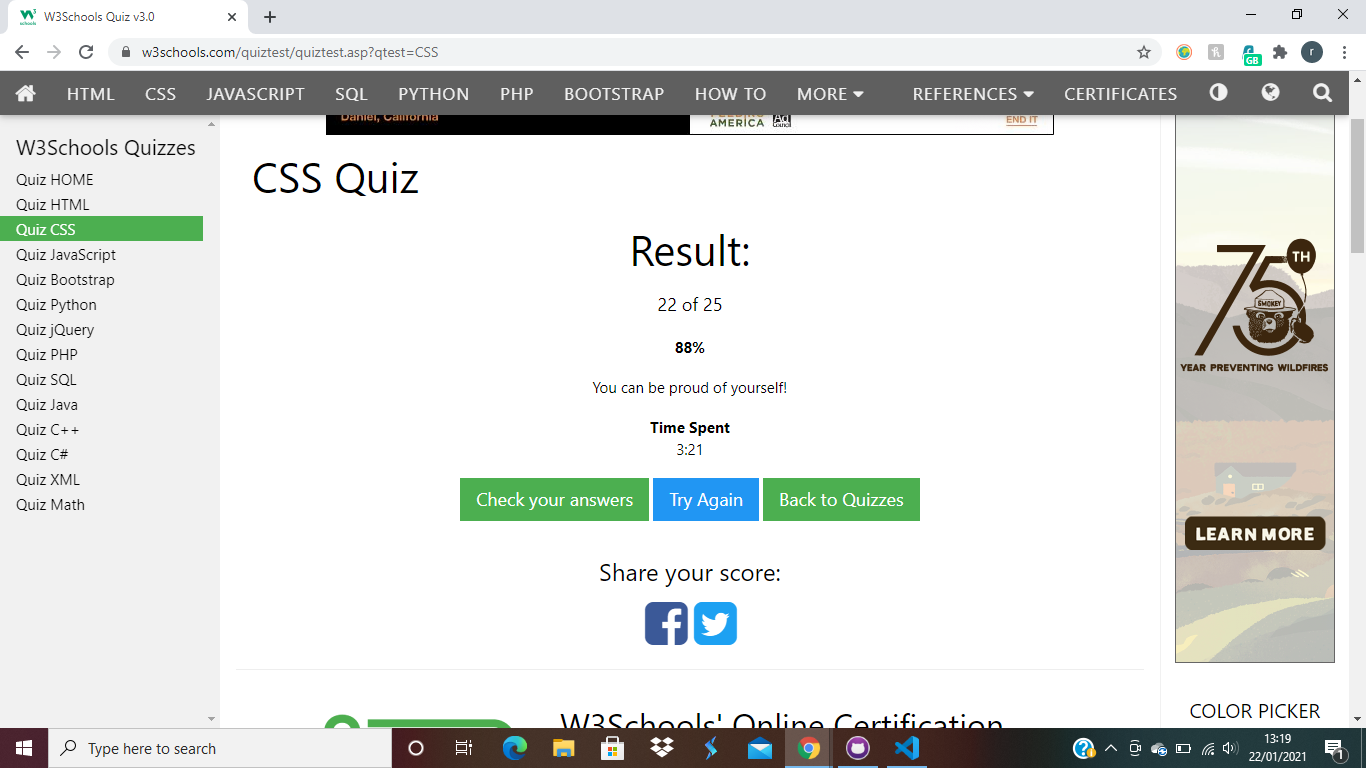 W3Schools Quiz v3.0
w3schools.com/quiztest/quiztest.asp?qtest=CSS
GB
r
HTML CSS JAVASCRIPT SQL PYTHON PHP BOOTSTRAP HOW TO MORE REFERENCES CERTIFICATES
Daniel, California
AMERICA Ad Council END IT
W3Schools Quizzes
Quiz HOME
Quiz HTML
Quiz CSS
Quiz JavaScript
Quiz Bootstrap
Quiz Python
Quiz jQuery
Quiz PHP
Quiz SQL
Quiz Java
Quiz C++
Quiz C#
Quiz XML
Quiz Math
CSS Quiz
Result:
22 of 25
88%
You can be proud of yourself!
Time Spent
3:21
Check your answers Try Again Back to Quizzes
Share your score:
W3Schools' Online Certification
75TH
SMOKEY
YEAR PREVENTING WILDFIRES
LEARN MORE
COLOR PICKER
Type here to search
13:19
22/01/2021
1